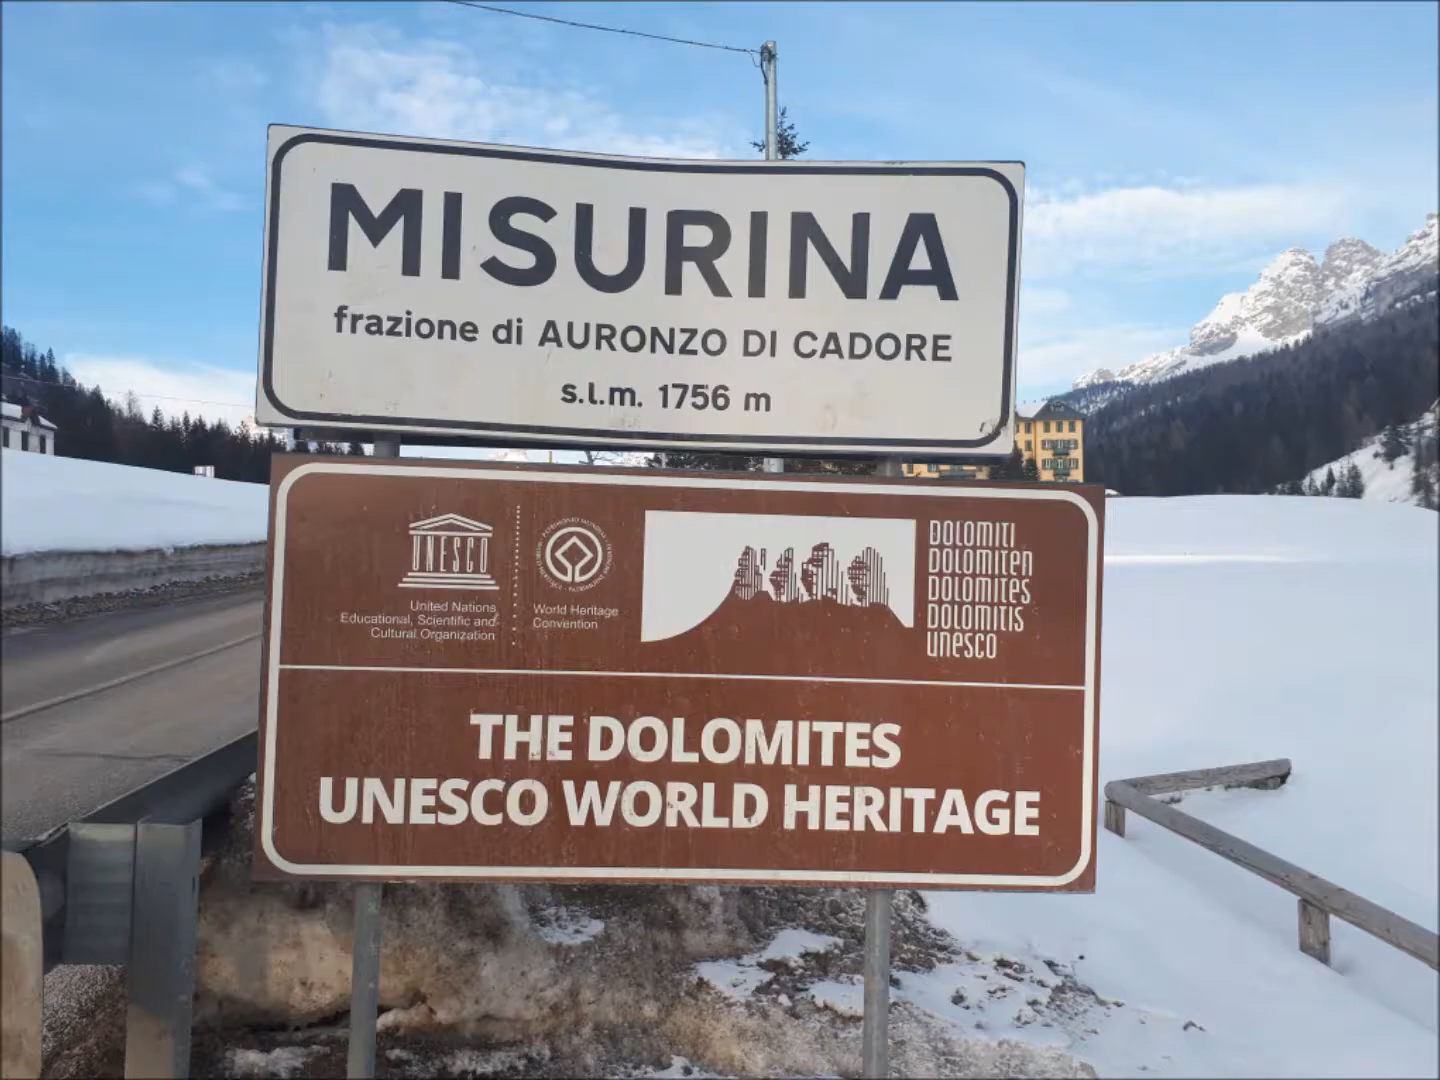 MISURINA
frazione di AURONZO DI CADORE
s.l.m. 1756 m
UNESCO
United Nations
Educational, Scientific and
Cultural Organization
World Heritage
Convention
DOLOMITI
DOLOMITEN
DOLOMITES
DOLOMITIS
UNESCO
THE DOLOMITES
UNESCO WORLD HERITAGE